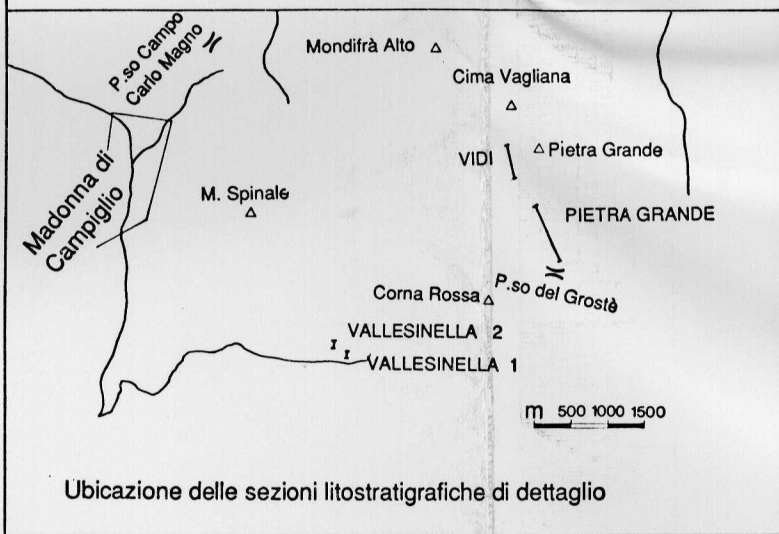 P.so Campo
Carlo Magno
Mondifrà Alto
Cima Vagliana
VIDI
Pietra Grande
Madonna di
Campiglio
M. Spinale
PIETRA GRANDE
P.so del Grostè
Corna Rossa
VALLESINELLA 2
VALLESINELLA 1
m 500 1000 1500
Ubicazione delle sezioni litostratigrafiche di dettaglio